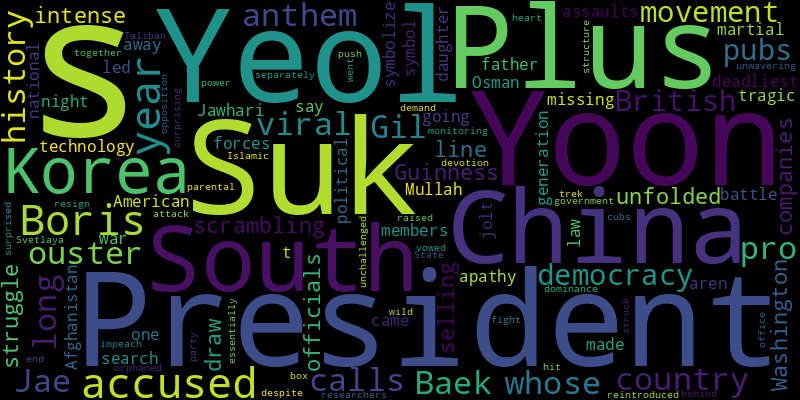 intense
anthem
symbolize
symbol
daughter
heart
assaults
movement
history
national
Taliban
together
away
led
S
Yeol
Plus
structure
martial
pubs
unwavering
deadliest
tragic
year
opposition
surprising
power
separately
push
went
father
Osman
night
Jawhari
say
viral
Gil
demand
going
monitoring
missing
British
Yoon
technology
forces
Islamic
political
line
devotion
Guinness
generation
companies
Korea
Suk
parental
Mullah
trek
government
unfolded
battle
American
attack
resign
Boris
War
scrambling
unchallenged
raised
members
vowed
State
China
jolt
law
cubs
reintroduced
surprised
Svetlaya
ouster
South
t
officials
selling
apathy
democracy
aren
pro
Washington
struggle
long
Afghanistan
President
one
search
draw
essentially
came
wild
fight
dominance
made
struck
office
impeach
party
box
hit
end
orphaned
Jae
accused
despite
calls
researchers
Baek
whose
country
behind